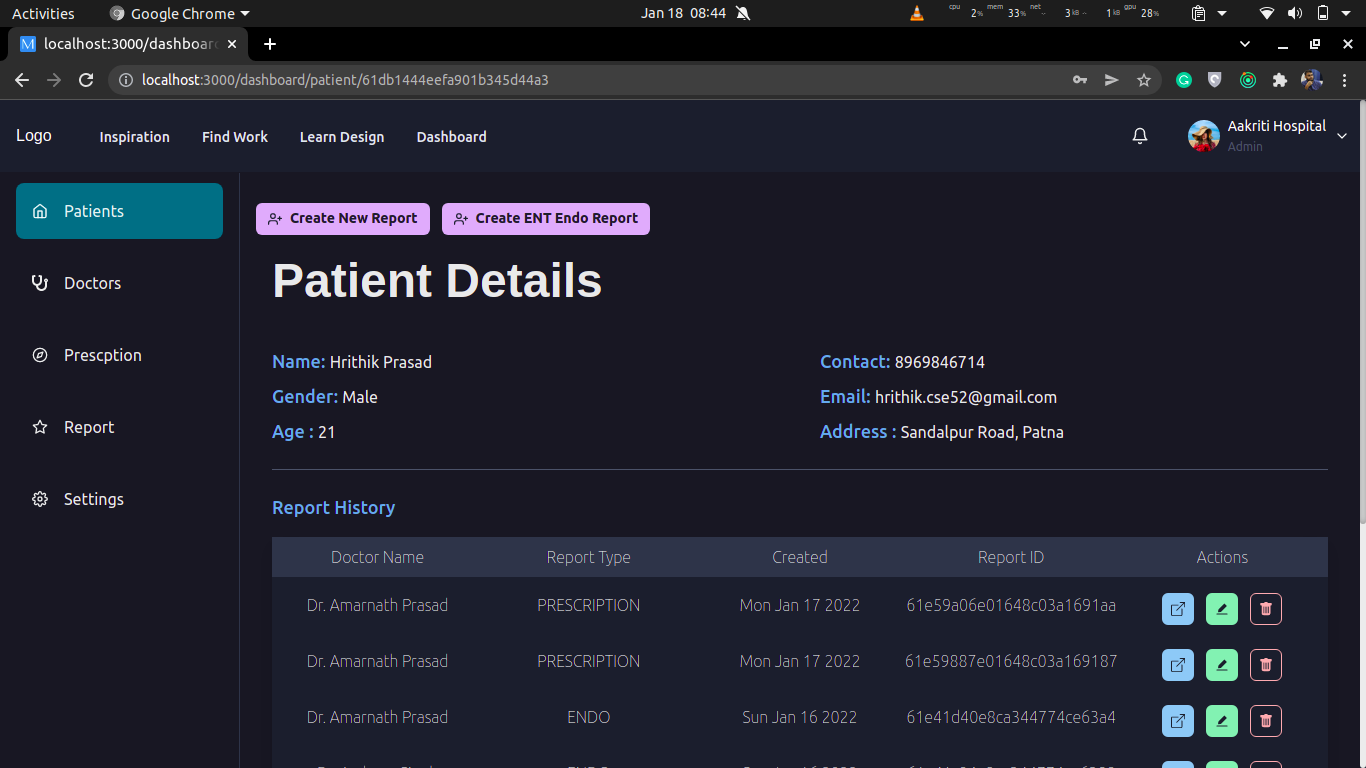 Activities Google Chrome Jan 18 08:44 cpu 2% mem 33% net 3 kB 1 kB gpu 28%
localhost:3000/dashboar
localhost:3000/dashboard/patient/61db1444eefa901b345d44a3
Logo Inspiration Find Work Learn Design Dashboard Aakriti Hospital
Admin
Patients
Doctors
Prescption
Report
Settings
Create New Report Create ENT Endo Report
Patient Details
Name: Hrithik Prasad Contact: 8969846714
Gender: Male Email: hrithik.cse52@gmail.com
Age : 21 Address : Sandalpur Road, Patna
Report History
Doctor Name Report Type Created Report ID Actions
Dr. Amarnath Prasad PRESCRIPTION Mon Jan 17 2022 61e59a06e01648c03a1691aa
Dr. Amarnath Prasad PRESCRIPTION Mon Jan 17 2022 61e59887e01648c03a169187
Dr. Amarnath Prasad ENDO Sun Jan 16 2022 61e41d40e8ca344774ce63a4